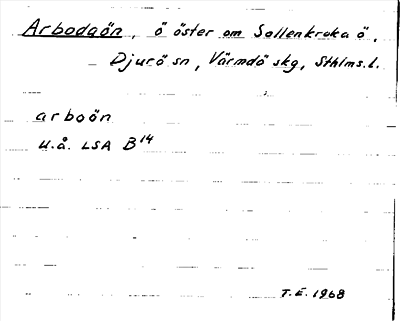 Arbodaön, ö öster om Sollenkroka ö,
Djurö sn, Värmdö skg, Sthlms.l.
arboön
u.å. LSA B14
T.E. 1968